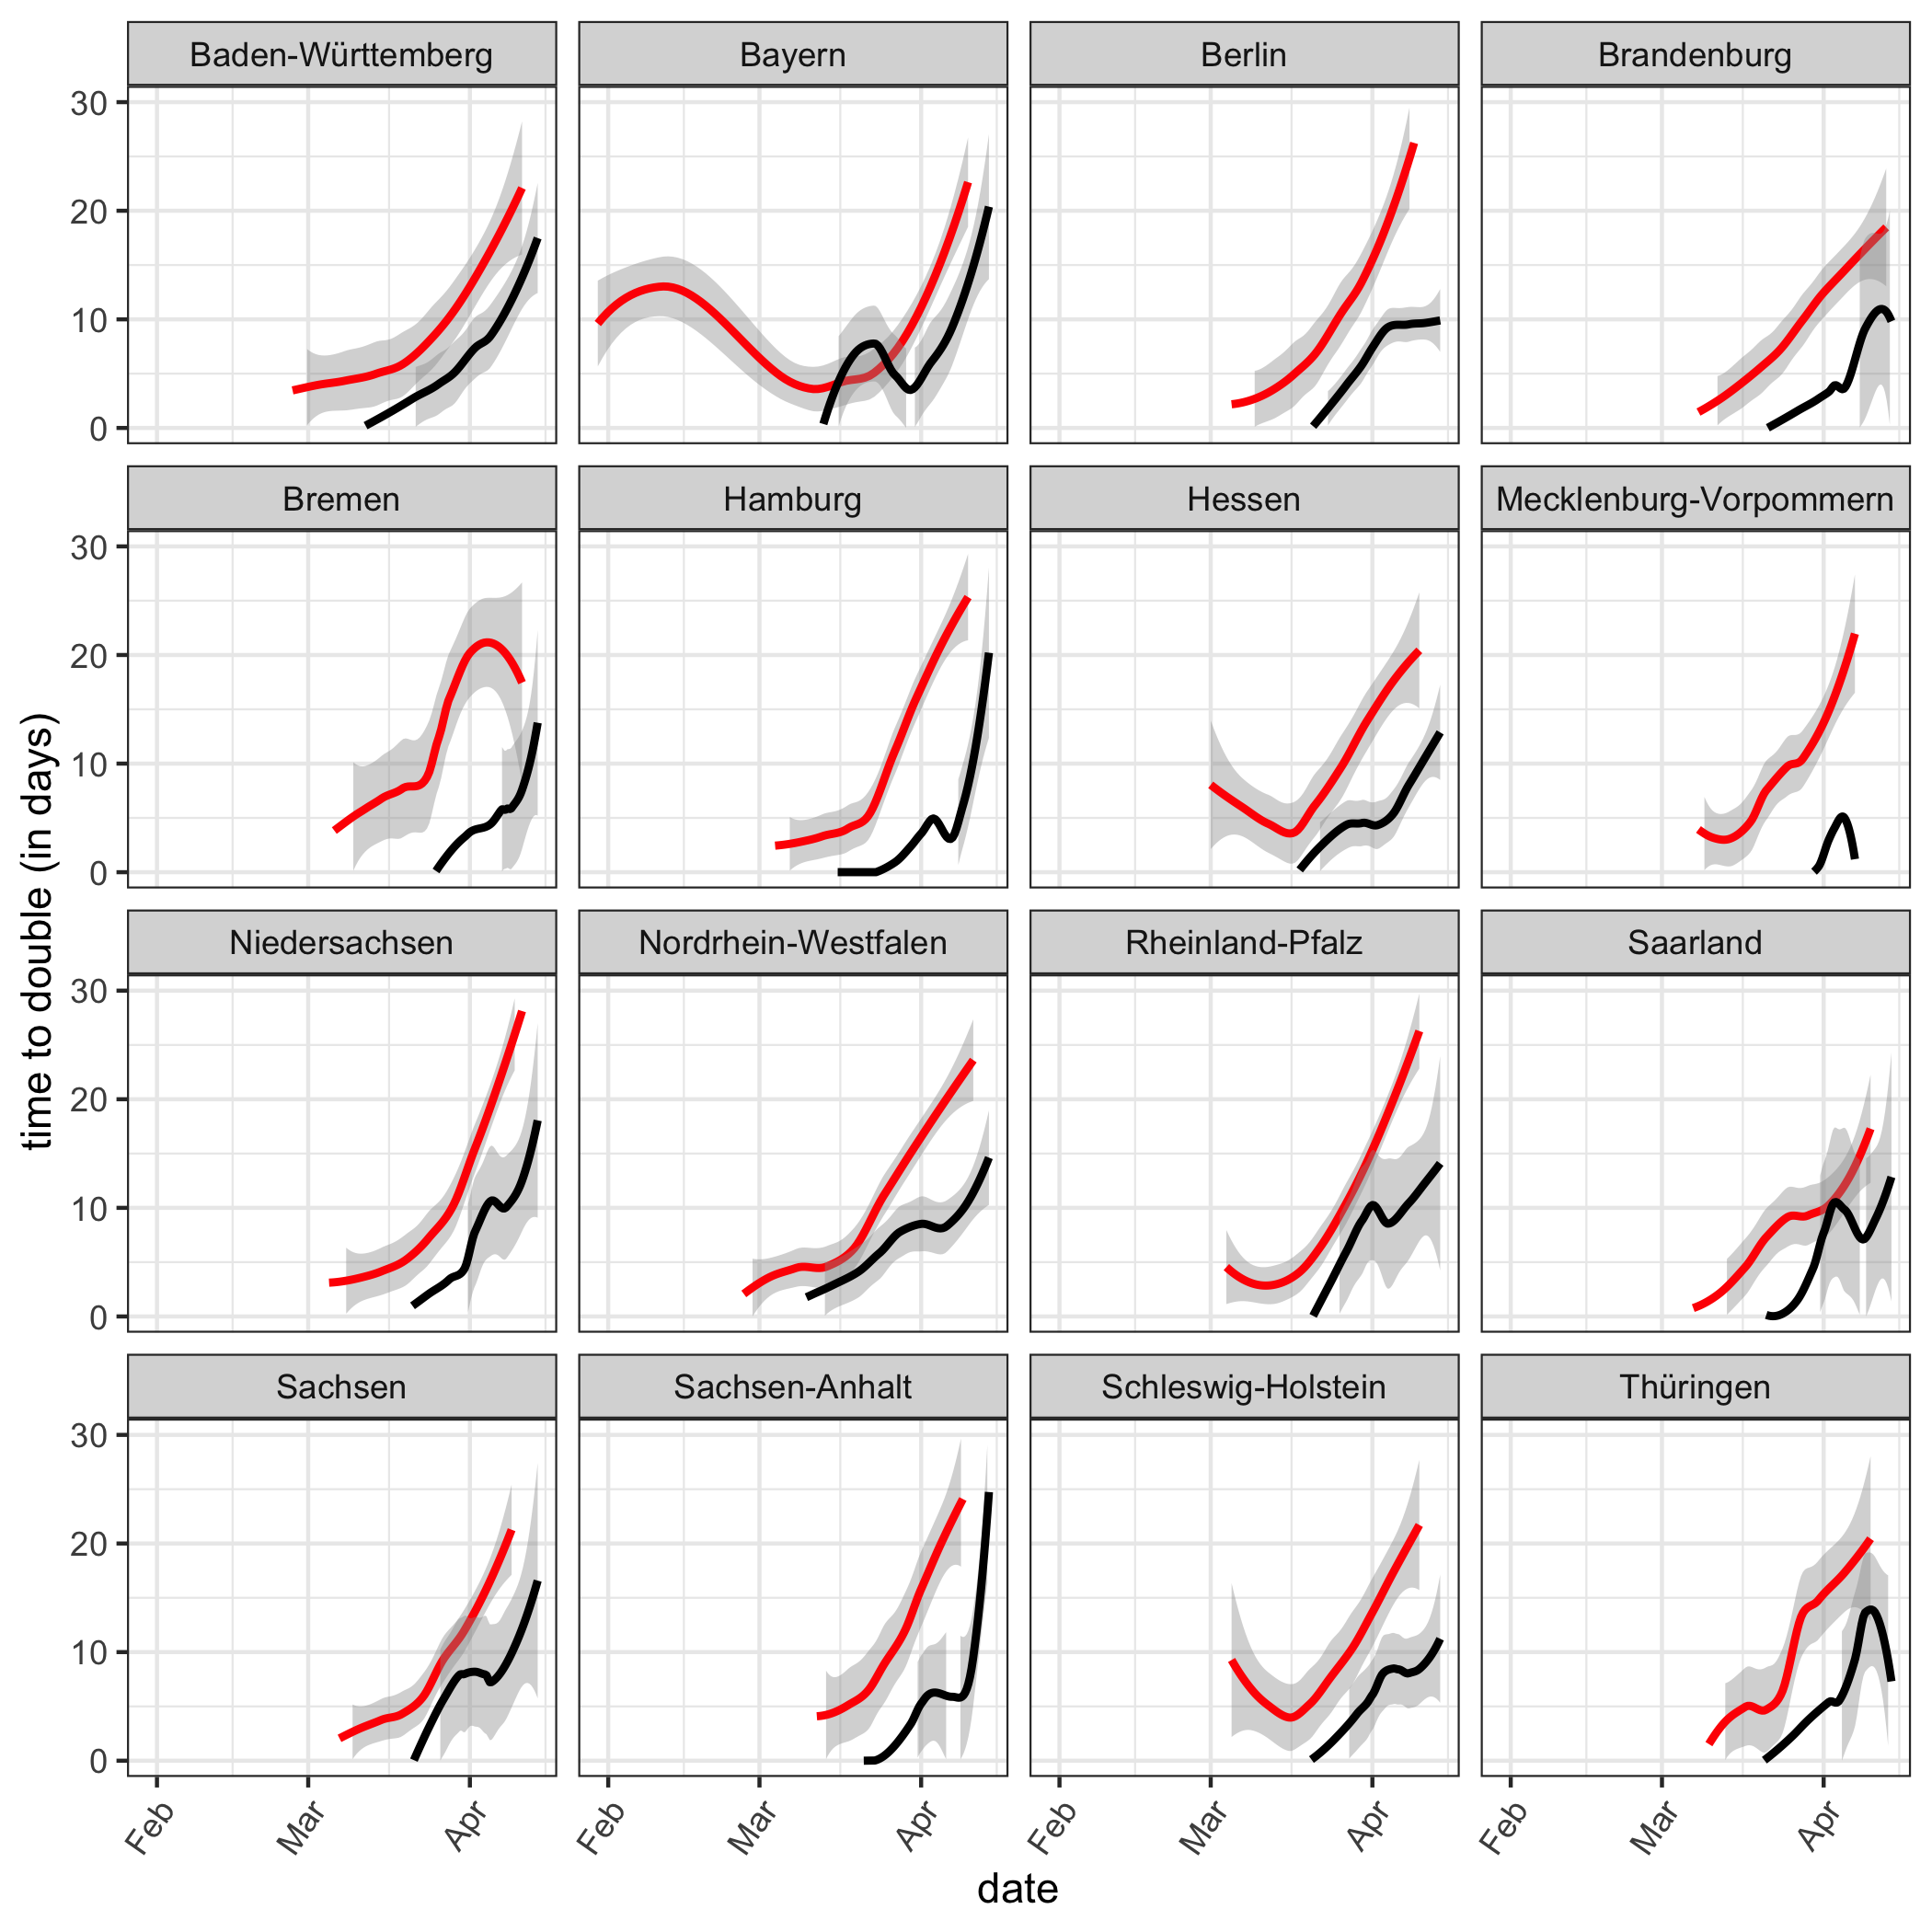 Baden-Württemberg Bayern Berlin Brandenburg
30
20
10
0
Bremen Hamburg Hessen Mecklenburg-Vorpommern
30
20
10
0
Niedersachsen Nordrhein-Westfalen Rheinland-Pfalz Saarland
30
20
10
0
Sachsen Sachsen-Anhalt Schleswig-Holstein Thüringen
30
20
10
0
Feb Mar Apr Feb Mar Apr Feb Mar Apr Feb Mar Apr
date
time to double (in days)